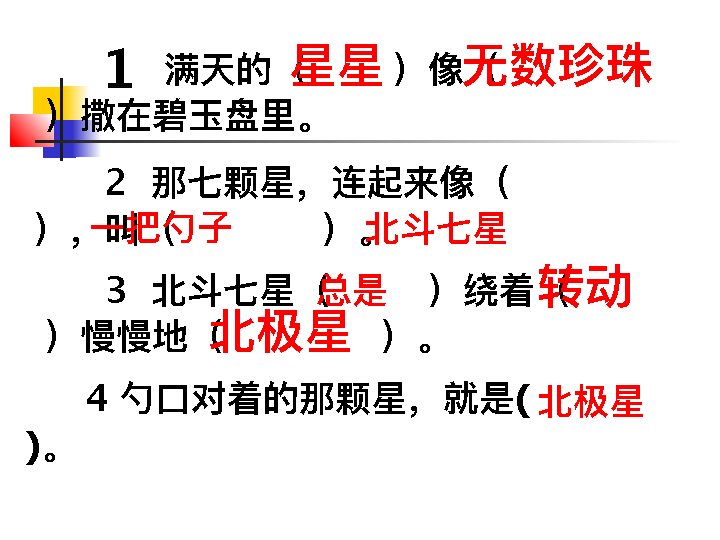 1 满天的（星星）像（无数珍珠
）撒在碧玉盘里。
2 那七颗星，连起来像（
），叫（一把勺子 ）。北斗七星
3 北斗七星（总是 ）绕着（转动
）慢慢地（北极星 ）。
4 勺口对着的那颗星，就是(北极星
)。